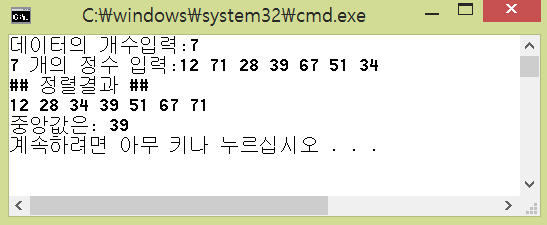 C:₩windows₩system32₩cmd.exe
데이터의 개수입력:7
7 개의 정수 입력:12 71 28 39 67 51 34
## 정렬결과 ##
12 28 34 39 51 67 71
중앙값은: 39
계속하려면 아무 키나 누르십시오 . . .